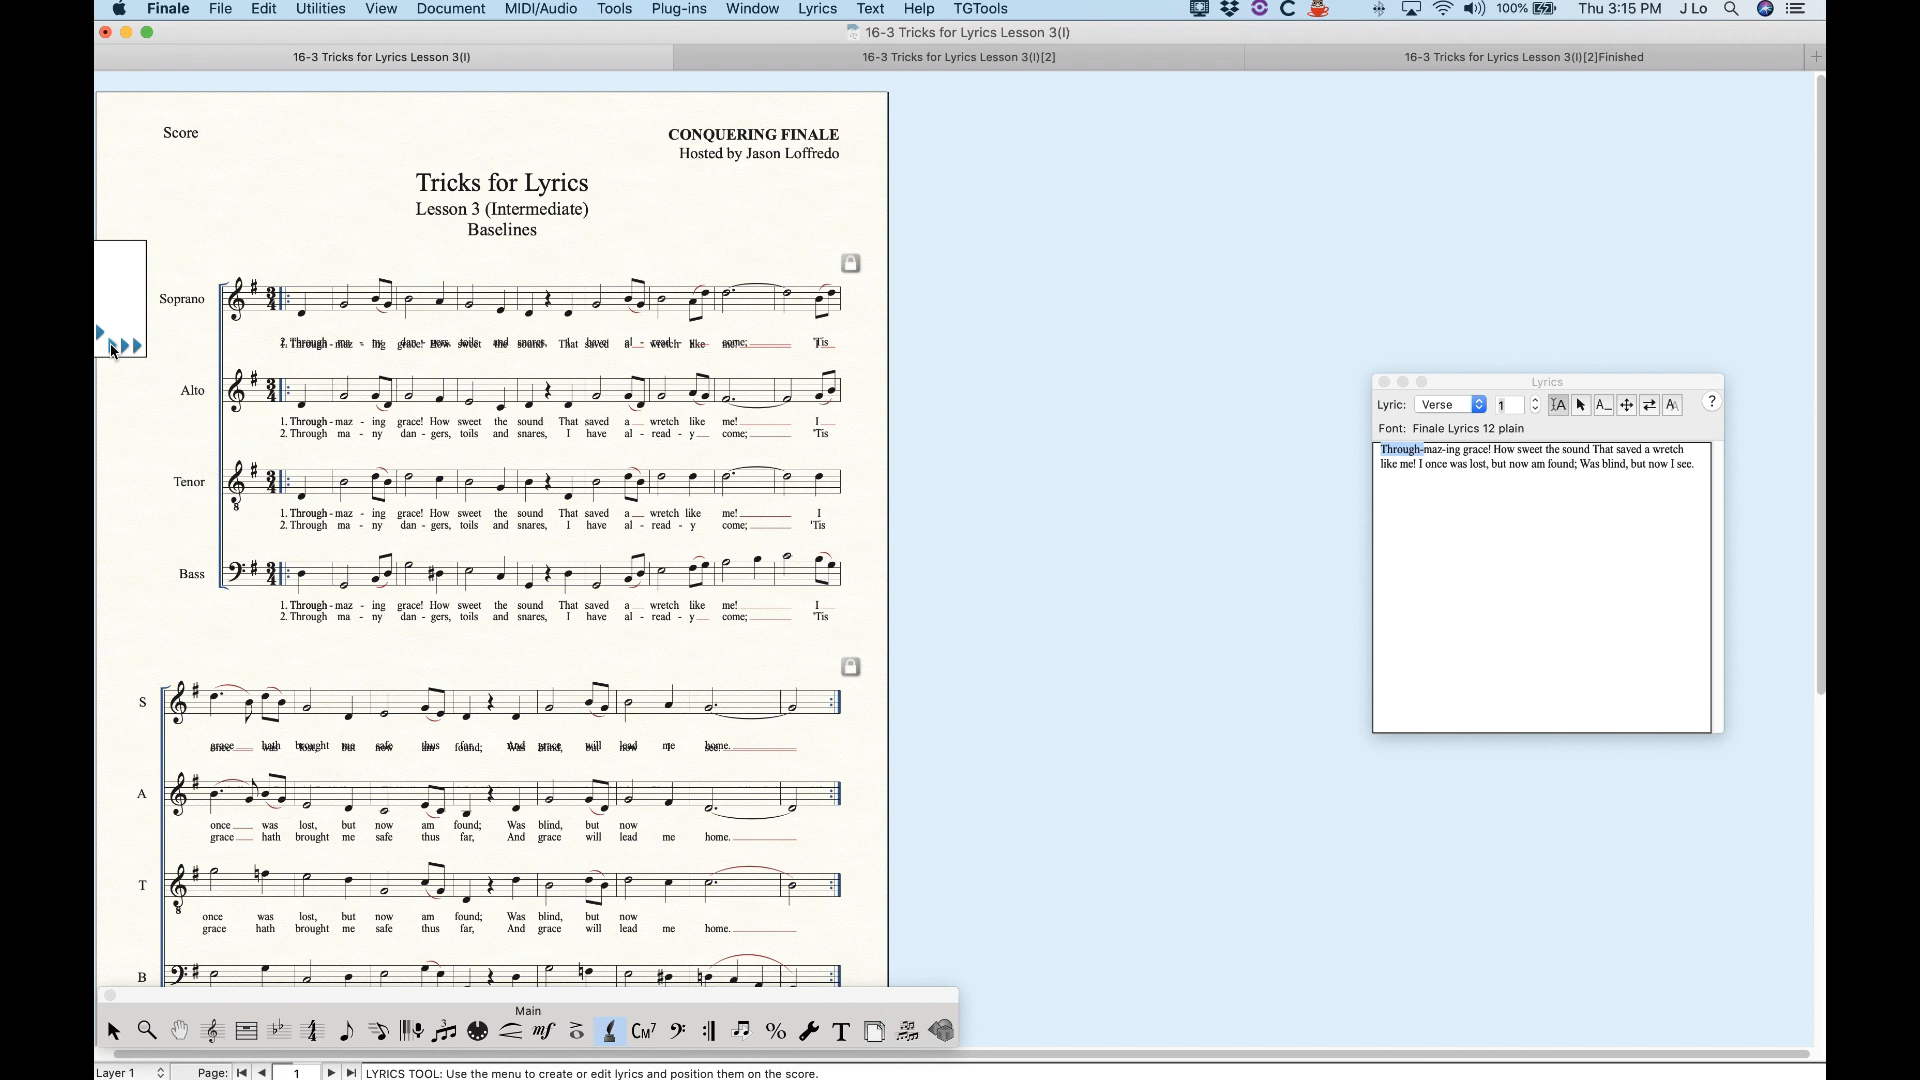 Finale File Edit Utilities View Document MIDI/Audio Tools Plug-ins Window Lyrics Text Help TGTools 100% Thu 3:15 PM J Lo
16-3 Tricks for Lyrics Lesson 3(I)
16-3 Tricks for Lyrics Lesson 3(I) 16-3 Tricks for Lyrics Lesson 3(I)[2] 16-3 Tricks for Lyrics Lesson 3(I)[2]Finished
Score
CONQUERING FINALE
Hosted by Jason Loffredo
Tricks for Lyrics
Lesson 3 (Intermediate)
Baselines
Soprano
Alto
1. Through - maz - ing grace! How sweet the sound That saved a wretch like me! I
2. Through ma - ny dan - gers, toils and snares, I have al - read - y come; 'Tis
Tenor
8
1. Through - maz - ing grace! How sweet the sound That saved a wretch like me! I
2. Through ma - ny dan - gers, toils and snares, I have al - read - y come; 'Tis
Bass
1. Through - maz - ing grace! How sweet the sound That saved a wretch like me! I
2. Through ma - ny dan - gers, toils and snares, I have al - read - y come; 'Tis
S
A
once was lost, but now am found; Was blind, but now
grace hath brought me safe thus far, And grace will lead me home.
T
8
once was lost, but now am found; Was blind, but now
grace hath brought me safe thus far, And grace will lead me home.
B
Lyrics
Lyric: Verse 1 ?
Font: Finale Lyrics 12 plain
Through-maz-ing grace! How sweet the sound That saved a wretch
like me! I once was lost, but now am found; Was blind, but now I see.
Main
Layer 1 Page: 1 LYRICS TOOL: Use the menu to create or edit lyrics and position them on the score.